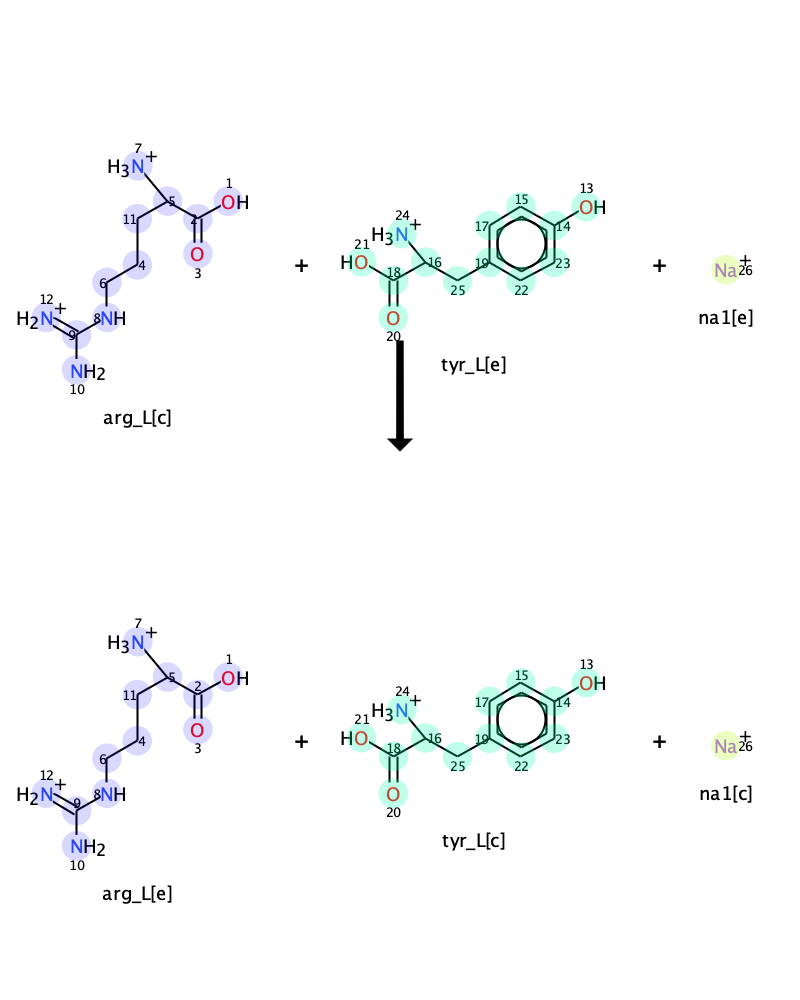 7
H3N+
1
5
2
OH
11
O
3
4
6
12
H2N+
8
NH
9
NH2
10
arg_L[c]
+
24
H3N+
21
HO
18
16
O
20
25
19
17
15
14
13
OH
23
22
tyr_L[e]
+
Na+
26
na1[e]
7
H3N+
1
5
2
OH
11
O
3
4
6
12
H2N+
8
NH
9
NH2
10
arg_L[e]
+
24
H3N+
21
HO
18
16
O
20
25
19
17
15
14
13
OH
23
22
tyr_L[c]
+
Na+
26
na1[c]